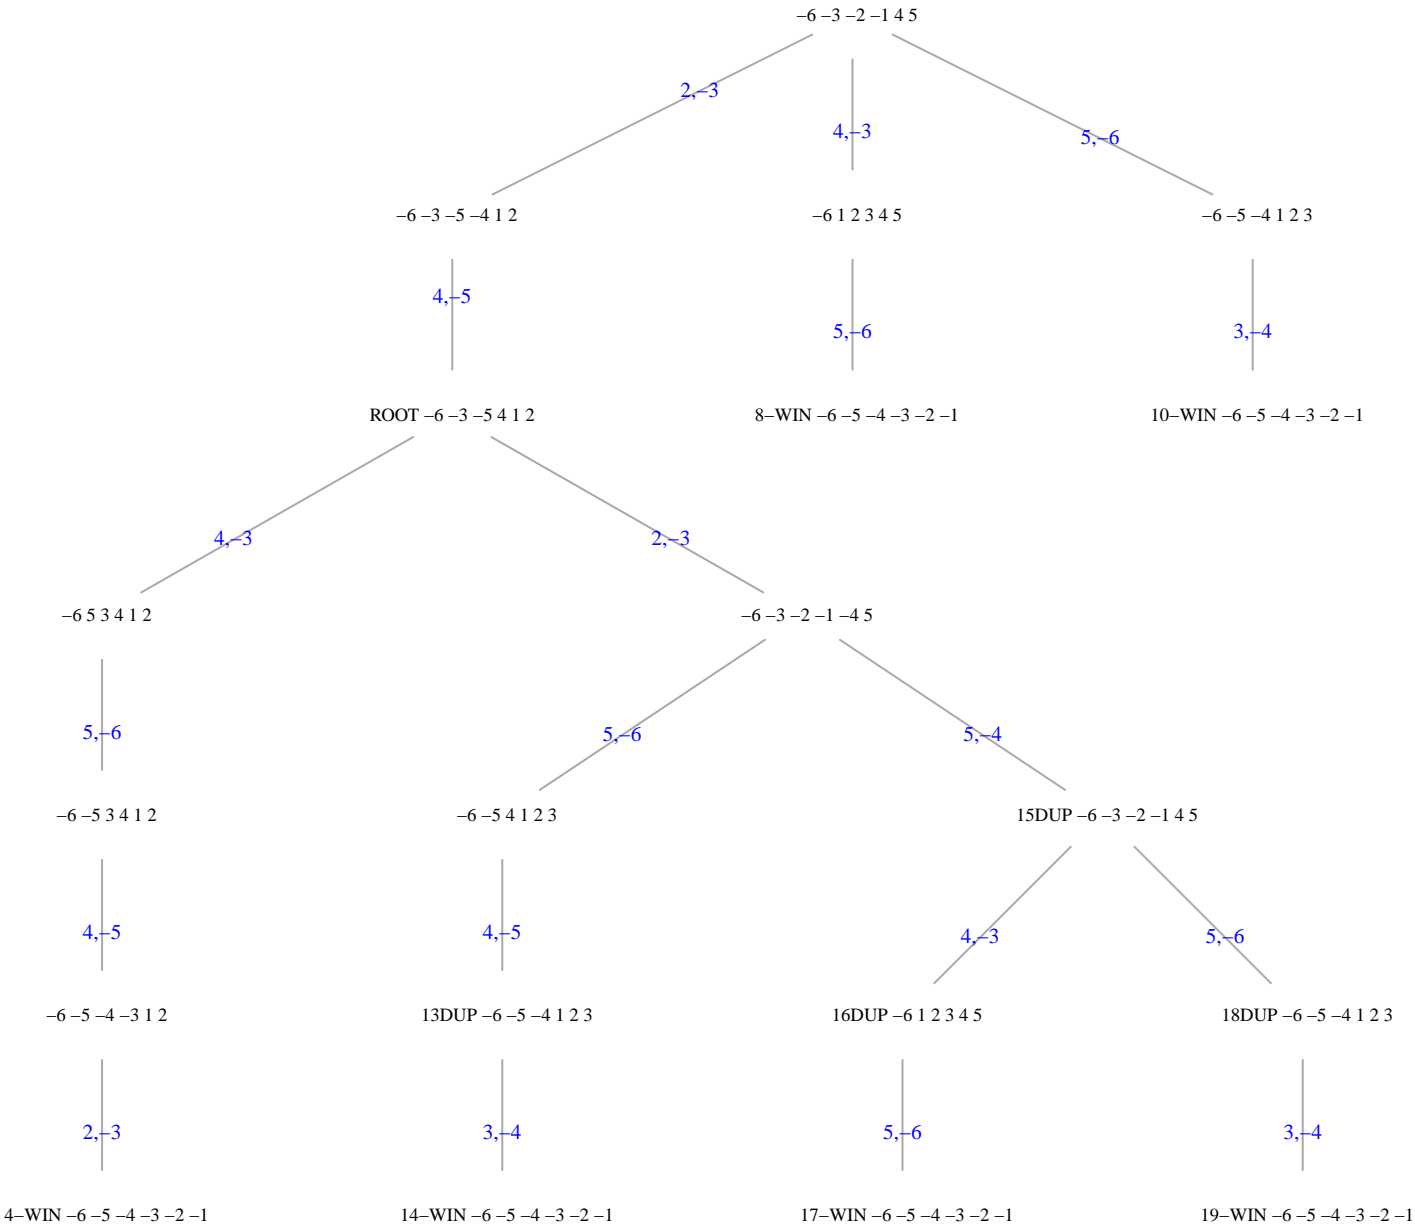 –6 –3 –2 –1 4 5
2,–3
4,–3
5,–6
–6 –3 –5 –4 1 2
–6 1 2 3 4 5
–6 –5 –4 1 2 3
4,–5
5,–6
3,–4
ROOT –6 –3 –5 4 1 2
8–WIN –6 –5 –4 –3 –2 –1
10–WIN –6 –5 –4 –3 –2 –1
4,–3
2,–3
–6 5 3 4 1 2
–6 –3 –2 –1 –4 5
5,–6
5,–6
5,–4
–6 –5 3 4 1 2
–6 –5 4 1 2 3
15DUP –6 –3 –2 –1 4 5
4,–5
4,–5
4,–3
5,–6
–6 –5 –4 –3 1 2
13DUP –6 –5 –4 1 2 3
16DUP –6 1 2 3 4 5
18DUP –6 –5 –4 1 2 3
2,–3
3,–4
5,–6
3,–4
4–WIN –6 –5 –4 –3 –2 –1
14–WIN –6 –5 –4 –3 –2 –1
17–WIN –6 –5 –4 –3 –2 –1
19–WIN –6 –5 –4 –3 –2 –1